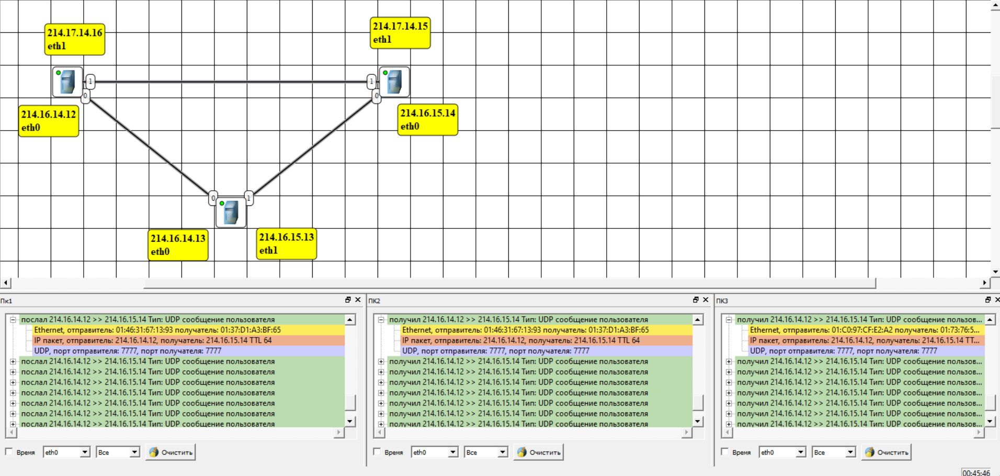 214.17.14.16
eth1
214.17.14.15
eth1
1
1
0
0
214.16.14.12
eth0
214.16.15.14
eth0
0
1
214.16.14.13
eth0
214.16.15.13
eth1
Пк1
послал 214.16.14.12 >> 214.16.15.14 Тип: UDP сообщение пользователя
Ethernet, отправитель: 01:46:31:67:13:93 получатель: 01:37:D1:A3:BF:65
IP пакет, отправитель: 214.16.14.12, получатель: 214.16.15.14 TTL 64
UDP, порт отправителя: 7777, порт получателя: 7777
послал 214.16.14.12 >> 214.16.15.14 Тип: UDP сообщение пользователя
послал 214.16.14.12 >> 214.16.15.14 Тип: UDP сообщение пользователя
послал 214.16.14.12 >> 214.16.15.14 Тип: UDP сообщение пользователя
послал 214.16.14.12 >> 214.16.15.14 Тип: UDP сообщение пользователя
послал 214.16.14.12 >> 214.16.15.14 Тип: UDP сообщение пользователя
послал 214.16.14.12 >> 214.16.15.14 Тип: UDP сообщение пользователя
послал 214.16.14.12 >> 214.16.15.14 Тип: UDP сообщение пользователя
Время eth0 Все Очистить
ПК2
получил 214.16.14.12 >> 214.16.15.14 Тип: UDP сообщение пользователя
Ethernet, отправитель: 01:46:31:67:13:93 получатель: 01:37:D1:A3:BF:65
IP пакет, отправитель: 214.16.14.12, получатель: 214.16.15.14 TTL 64
UDP, порт отправителя: 7777, порт получателя: 7777
получил 214.16.14.12 >> 214.16.15.14 Тип: UDP сообщение пользователя
получил 214.16.14.12 >> 214.16.15.14 Тип: UDP сообщение пользователя
получил 214.16.14.12 >> 214.16.15.14 Тип: UDP сообщение пользователя
получил 214.16.14.12 >> 214.16.15.14 Тип: UDP сообщение пользователя
получил 214.16.14.12 >> 214.16.15.14 Тип: UDP сообщение пользователя
получил 214.16.14.12 >> 214.16.15.14 Тип: UDP сообщение пользователя
получил 214.16.14.12 >> 214.16.15.14 Тип: UDP сообщение пользователя
Время eth0 Все Очистить
ПК3
получил 214.16.14.12 >> 214.16.15.14 Тип: UDP сообщение пользов...
Ethernet, отправитель: 01:C0:97:CF:E2:A2 получатель: 01:73:76:5...
IP пакет, отправитель: 214.16.14.12, получатель: 214.16.15.14 TT...
UDP, порт отправителя: 7777, порт получателя: 7777
получил 214.16.14.12 >> 214.16.15.14 Тип: UDP сообщение пользов...
получил 214.16.14.12 >> 214.16.15.14 Тип: UDP сообщение пользов...
получил 214.16.14.12 >> 214.16.15.14 Тип: UDP сообщение пользов...
получил 214.16.14.12 >> 214.16.15.14 Тип: UDP сообщение пользов...
получил 214.16.14.12 >> 214.16.15.14 Тип: UDP сообщение пользов...
получил 214.16.14.12 >> 214.16.15.14 Тип: UDP сообщение пользов...
получил 214.16.14.12 >> 214.16.15.14 Тип: UDP сообщение пользов...
Время eth0 Все Очистить
00:45:46